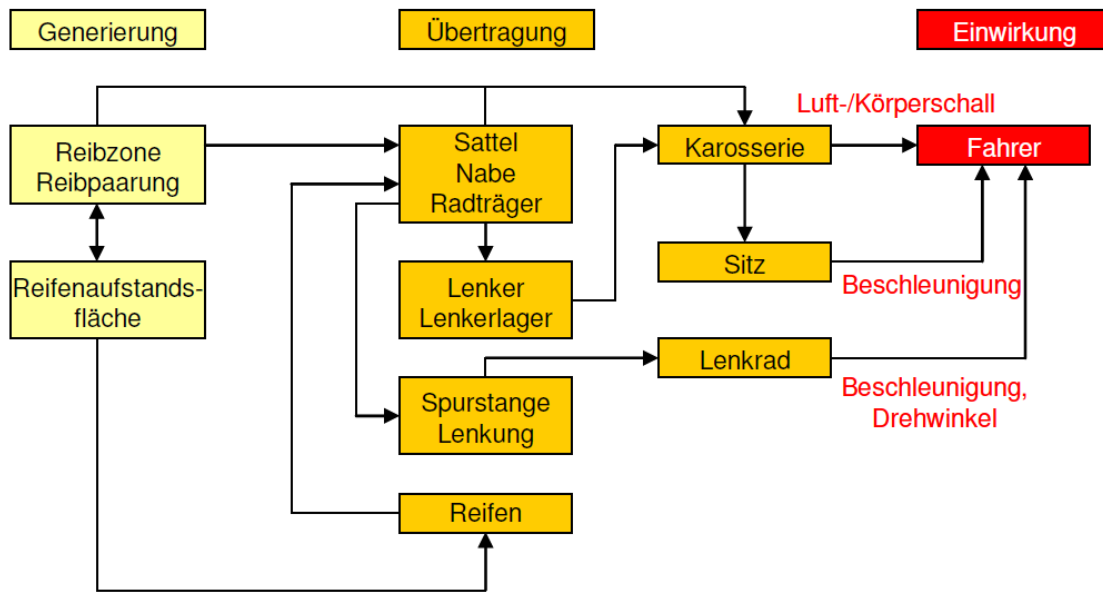 Generierung
Übertragung
Einwirkung
Luft-/Körperschall
Reibzone
Reibpaarung
Sattel
Nabe
Radträger
Karosserie
Fahrer
Reifenaufstands-
fläche
Lenker
Lenkerlager
Sitz
Beschleunigung
Spurstange
Lenkung
Lenkrad
Beschleunigung,
Drehwinkel
Reifen